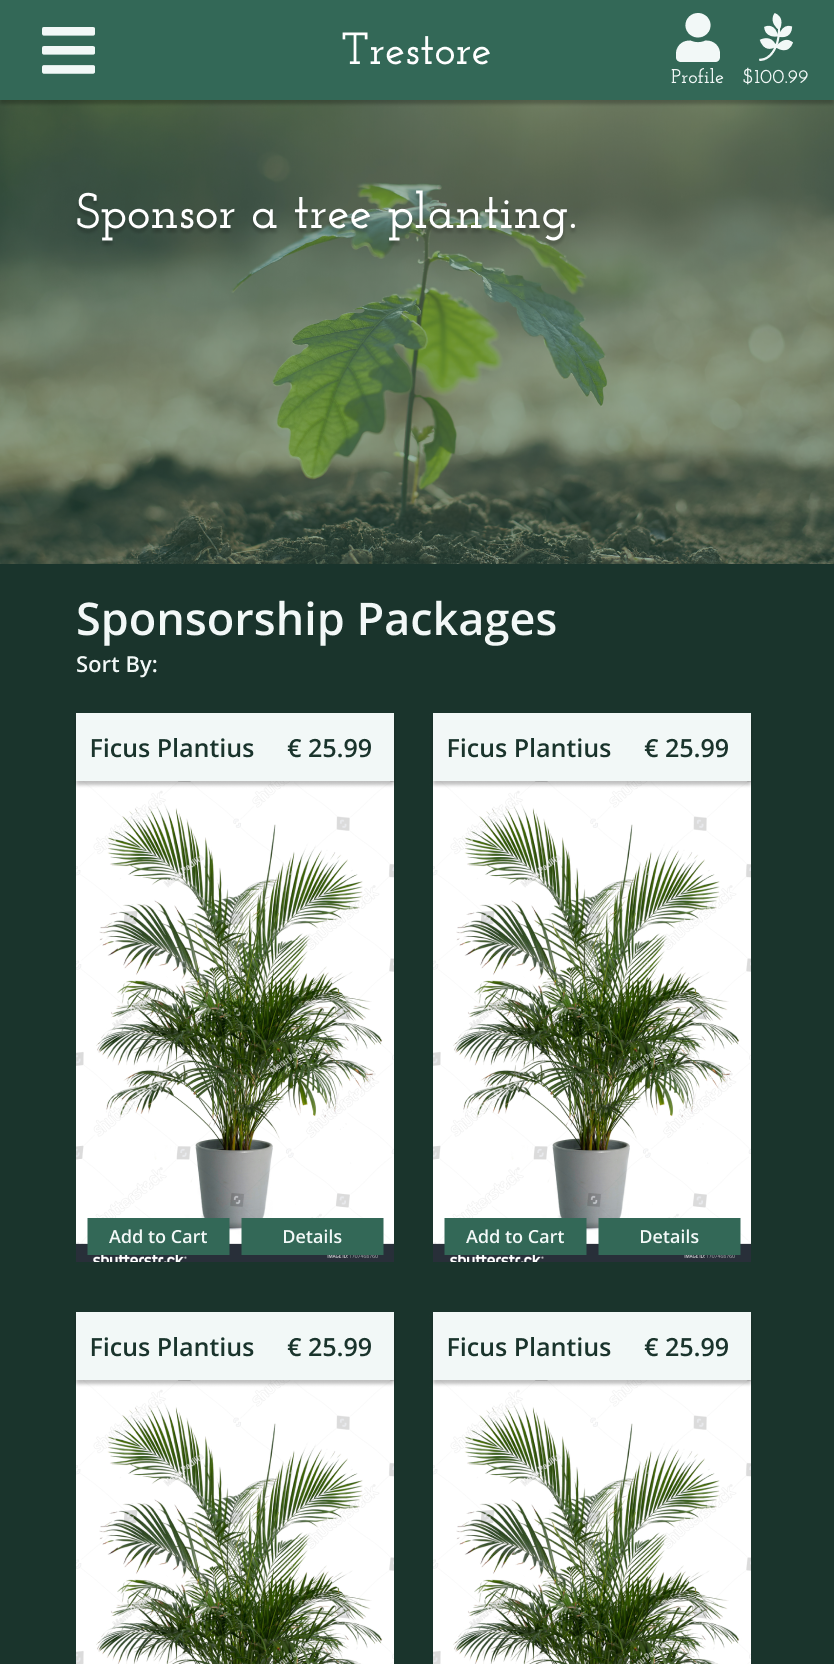 Trestore
Profile
$100.99
Sponsor a tree planting.
Sponsorship Packages
Sort By:
Ficus Plantius € 25.99
Ficus Plantius € 25.99
Add to Cart Details
Add to Cart Details
shutterstock
shutterstock
Ficus Plantius € 25.99
Ficus Plantius € 25.99